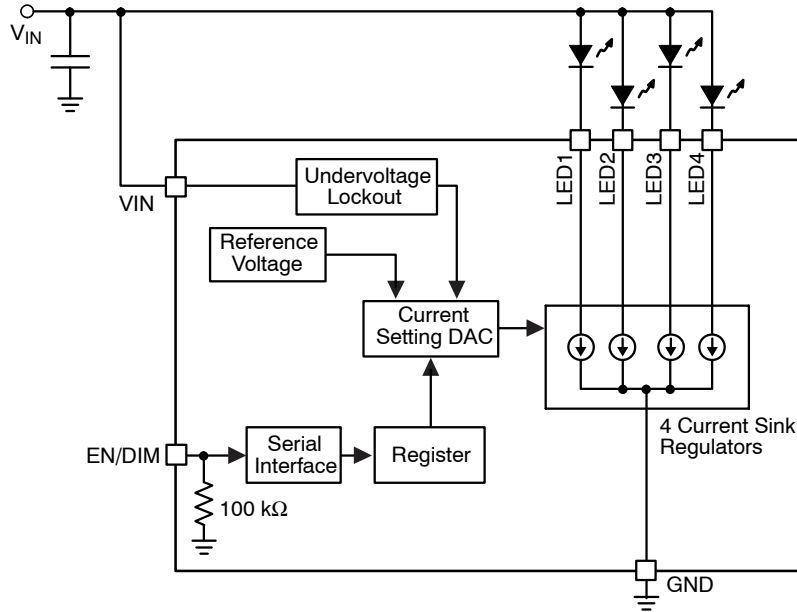 V_IN
VIN
Undervoltage
Lockout
LED1
LED2
LED3
LED4
Reference
Voltage
Current
Setting DAC
4 Current Sink
Regulators
EN/DIM
Serial
Interface
Register
100 kΩ
GND